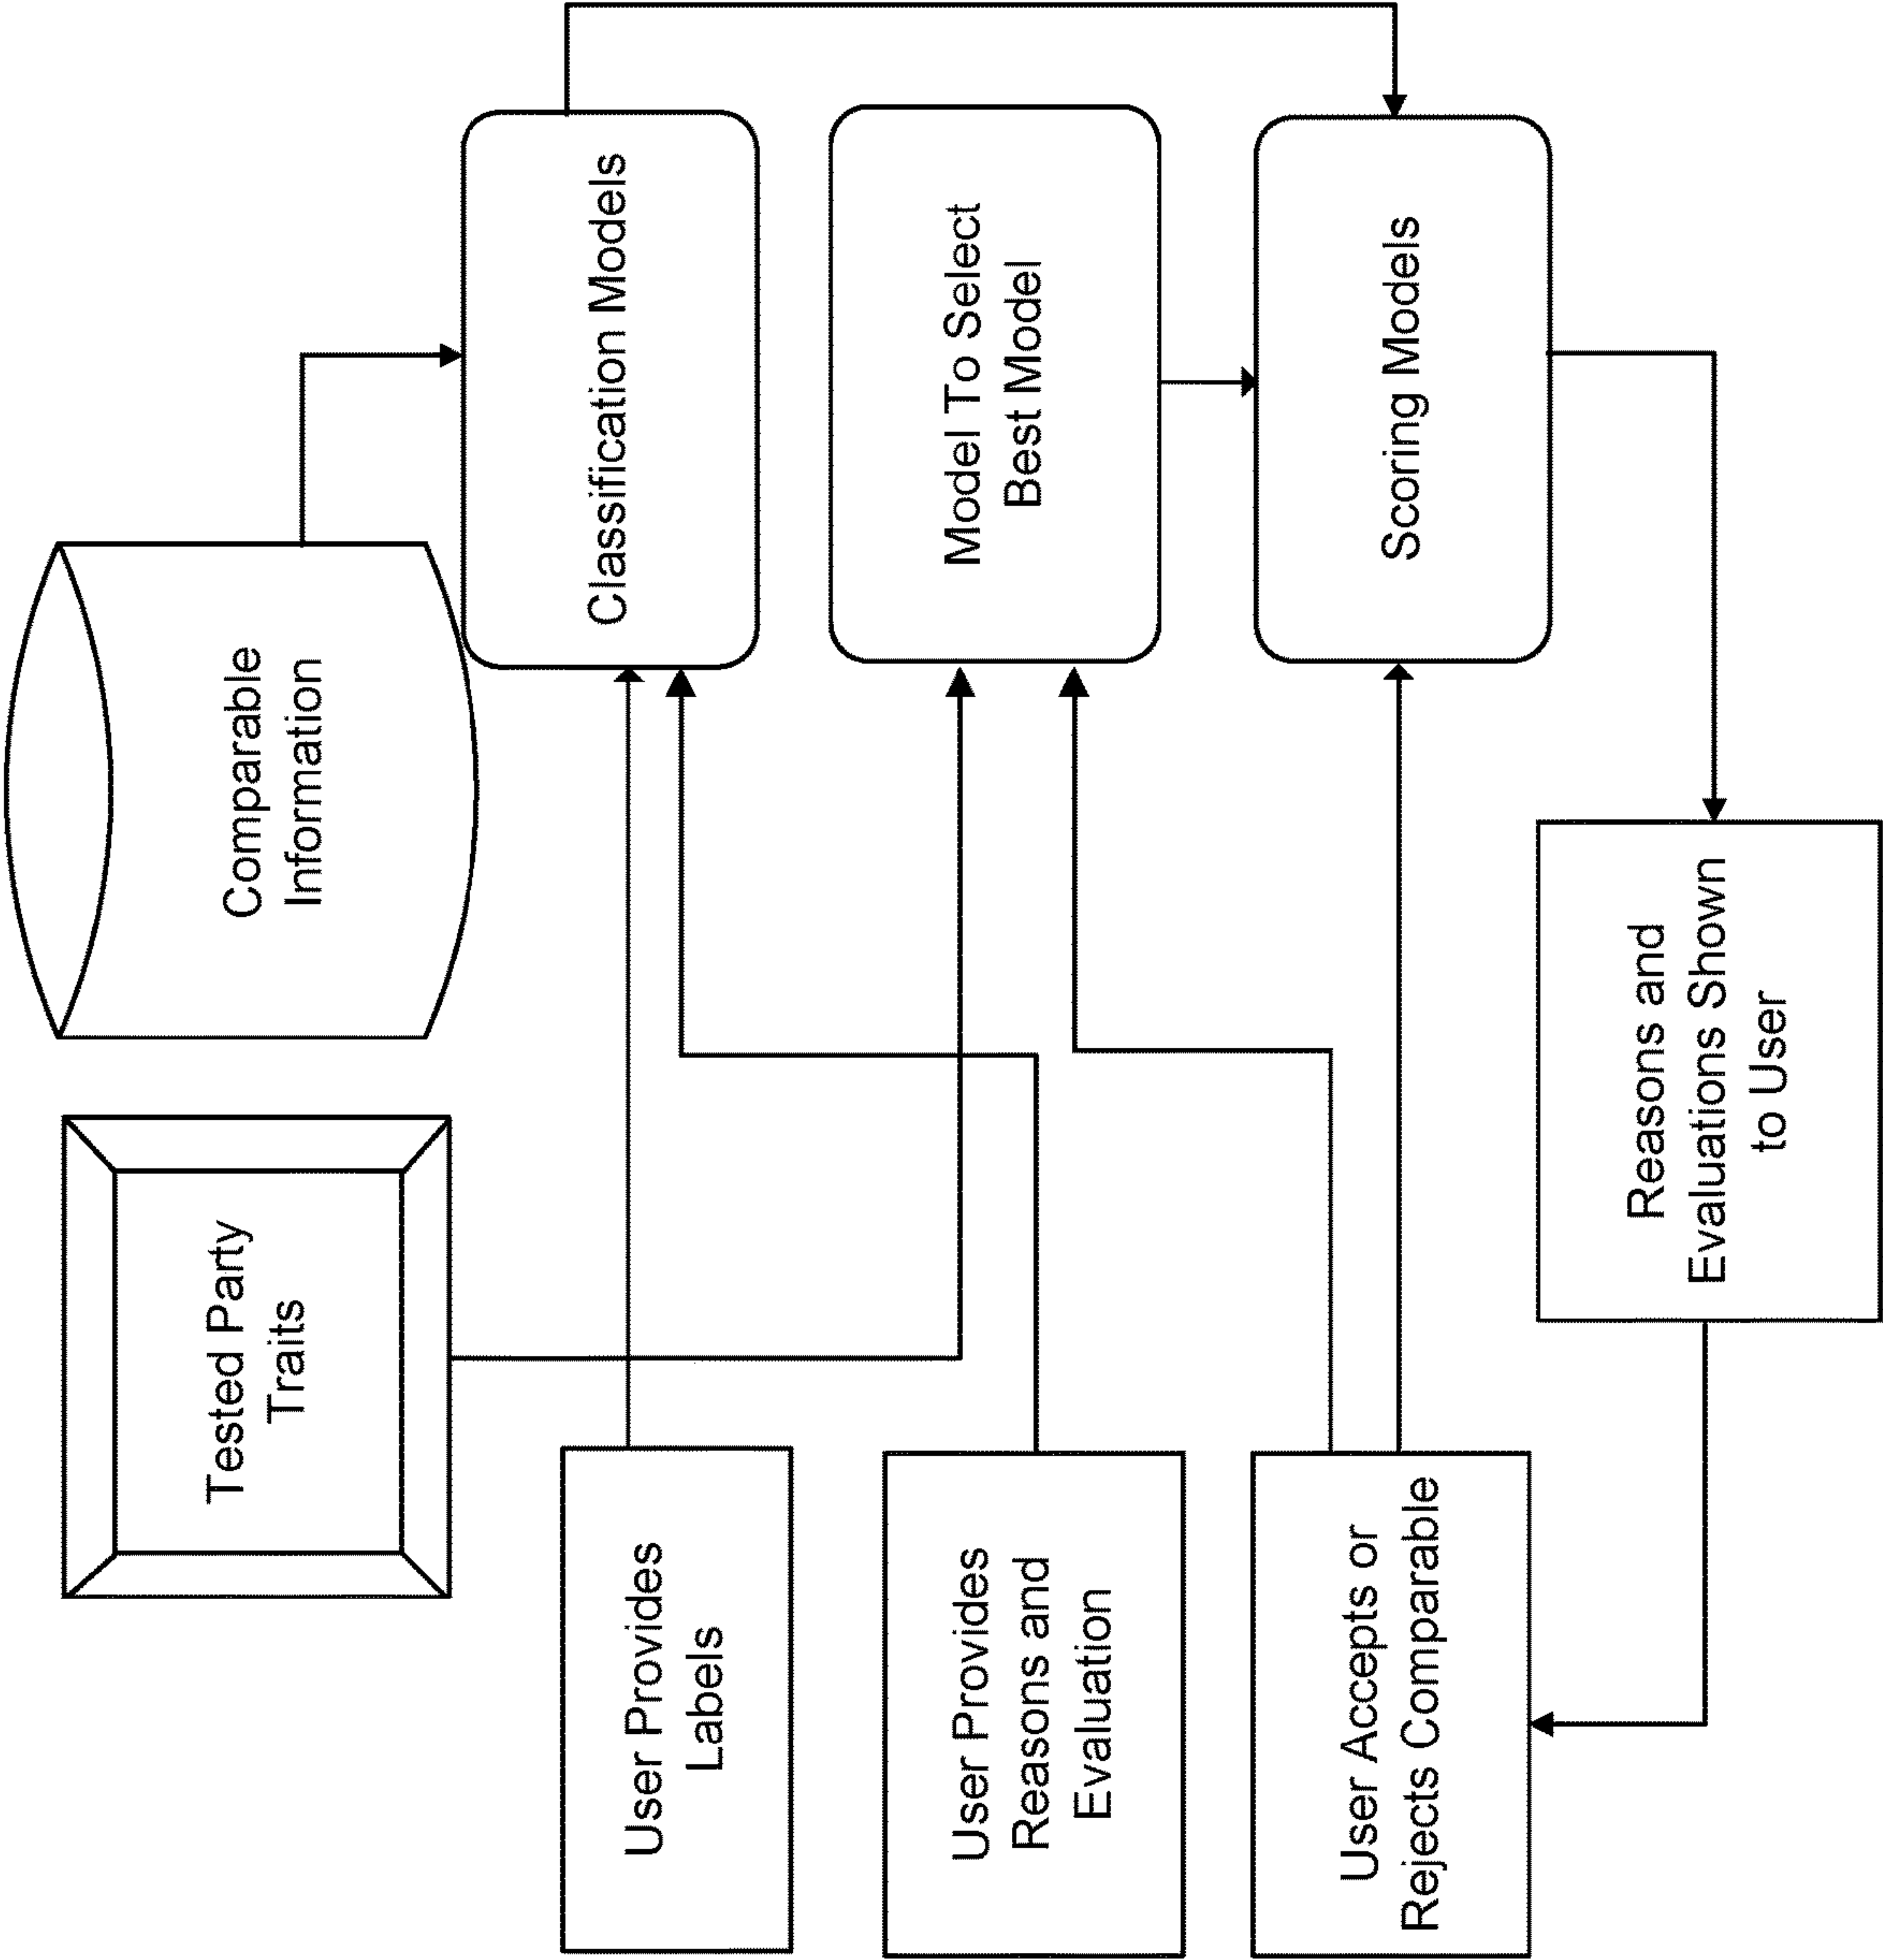 Tested Party
Traits
Comparable
Information
User Provides
Labels
Classification Models
User Provides
Reasons and
Evaluation
Model To Select
Best Model
User Accepts or
Rejects Comparable
Scoring Models
Reasons and
Evaluations Shown
to User